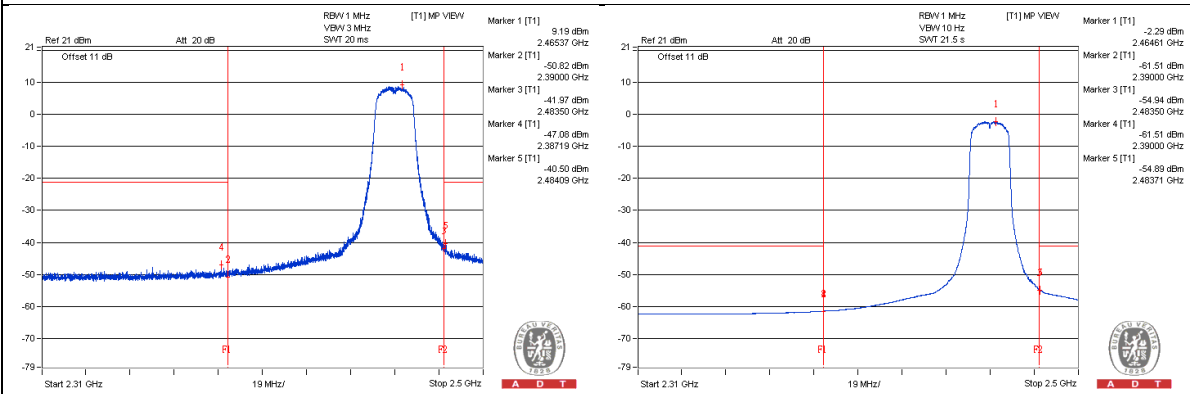 RBW 1 MHz
[T1] MP VIEW
VBW 3 MHz
Ref 21 dBm
Att 20 dB
SWT 20 ms
Marker 1 [T1]
9.19 dBm
2.46537 GHz
Marker 2 [T1]
-50.82 dBm
2.39000 GHz
Marker 3 [T1]
-41.97 dBm
2.48350 GHz
Marker 4 [T1]
-47.08 dBm
2.38719 GHz
Marker 5 [T1]
-40.50 dBm
2.48409 GHz
21
Offset 11 dB
10
0
-10
-20
-30
-40
-50
-60
-70
-79
1
4
2
5
F1
F2
Start 2.31 GHz
19 MHz/
Stop 2.5 GHz
BUREAU VERITAS
1828
A D T
RBW 1 MHz
[T1] MP VIEW
VBW 10 Hz
Ref 21 dBm
Att 20 dB
SWT 21.5 s
Marker 1 [T1]
-2.29 dBm
2.46461 GHz
Marker 2 [T1]
-61.51 dBm
2.39000 GHz
Marker 3 [T1]
-54.94 dBm
2.48350 GHz
Marker 4 [T1]
-61.51 dBm
2.39000 GHz
Marker 5 [T1]
-54.89 dBm
2.48371 GHz
21
Offset 11 dB
10
0
-10
-20
-30
-40
-50
-60
-70
-79
1
F1
F2
Start 2.31 GHz
19 MHz/
Stop 2.5 GHz
BUREAU VERITAS
1828
A D T